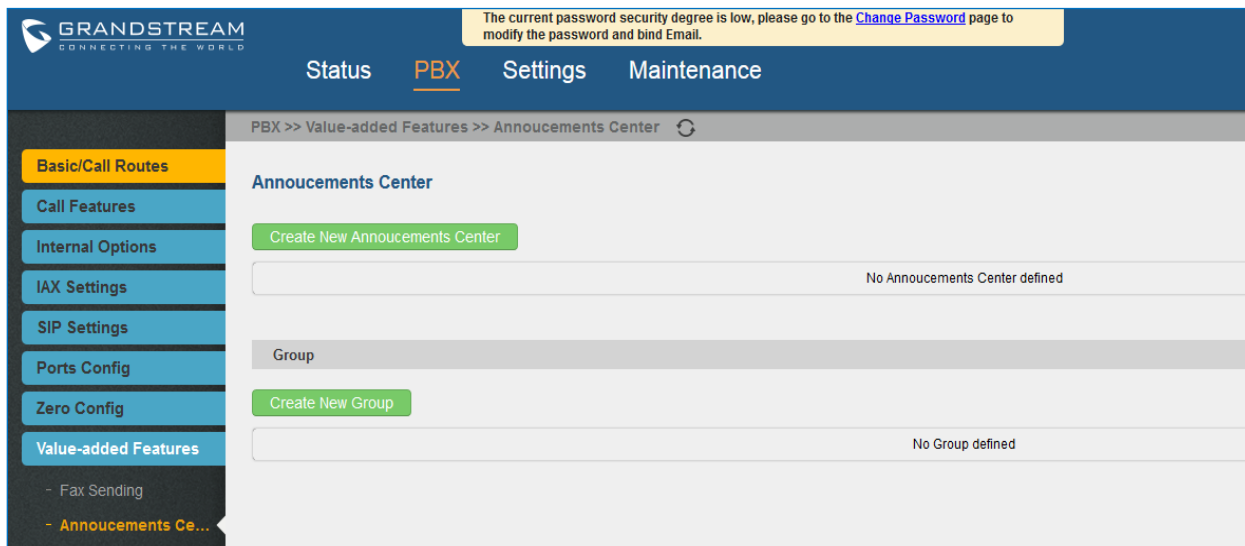 GRANDSTREAM
CONNECTING THE WORLD
The current password security degree is low, please go to the Change Password page to
modify the password and bind Email.
Status PBX Settings Maintenance
PBX >> Value-added Features >> Annoucements Center
Basic/Call Routes
Call Features
Internal Options
IAX Settings
SIP Settings
Ports Config
Zero Config
Value-added Features
- Fax Sending
- Annoucements Ce...
Annoucements Center
Create New Annoucements Center
No Annoucements Center defined
Group
Create New Group
No Group defined